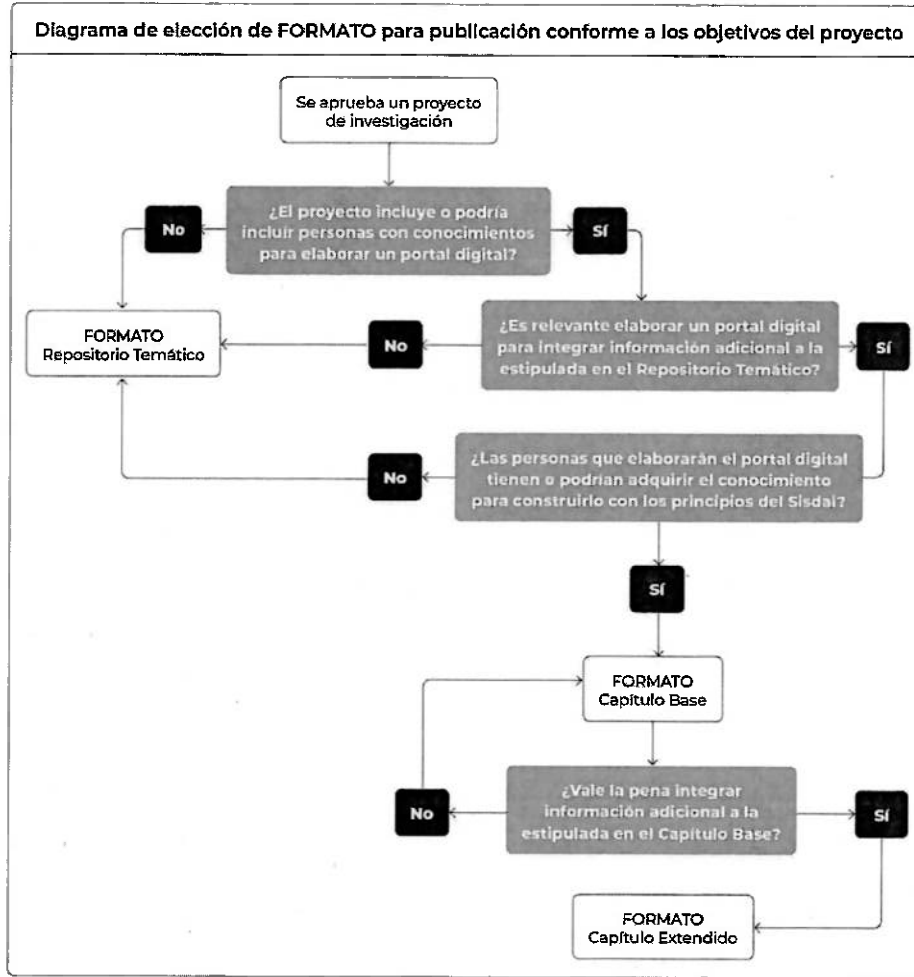 Diagrama de elección de FORMATO para publicación conforme a los objetivos del proyecto
Se aprueba un proyecto
de investigación
¿El proyecto incluye o podría
incluir personas con conocimientos
para elaborar un portal digital?
No
Sí
FORMATO
Repositorio Temático
No
¿Es relevante elaborar un portal digital
para integrar información adicional a la
estipulada en el Repositorio Temático?
Sí
No
¿Las personas que elaborarán el portal digital
tienen o podrían adquirir el conocimiento
para construirlo con los principios del Sisdai?
Sí
FORMATO
Capítulo Base
No
¿Vale la pena integrar
información adicional a la
estipulada en el Capítulo Base?
Sí
FORMATO
Capítulo Extendido